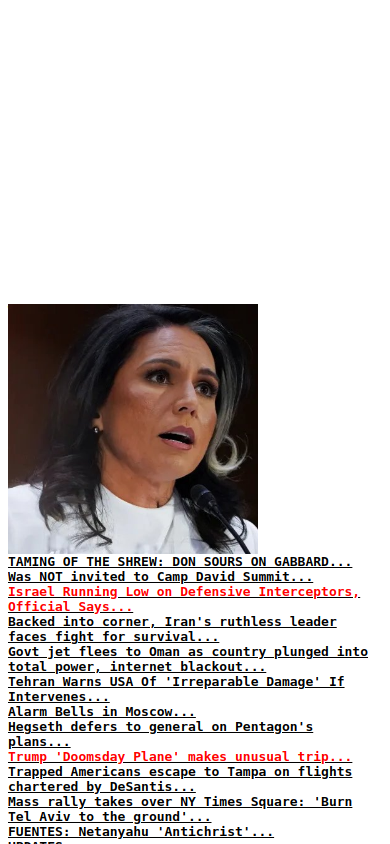 TAMING OF THE SHREW: DON SOURS ON GABBARD...
Was NOT invited to Camp David Summit...
Israel Running Low on Defensive Interceptors,
Official Says...
Backed into corner, Iran's ruthless leader
faces fight for survival...
Govt jet flees to Oman as country plunged into
total power, internet blackout...
Tehran Warns USA Of 'Irreparable Damage' If
Intervenes...
Alarm Bells in Moscow...
Hegseth defers to general on Pentagon's
plans...
Trump 'Doomsday Plane' makes unusual trip...
Trapped Americans escape to Tampa on flights
chartered by DeSantis...
Mass rally takes over NY Times Square: 'Burn
Tel Aviv to the ground'...
FUENTES: Netanyahu 'Antichrist'...